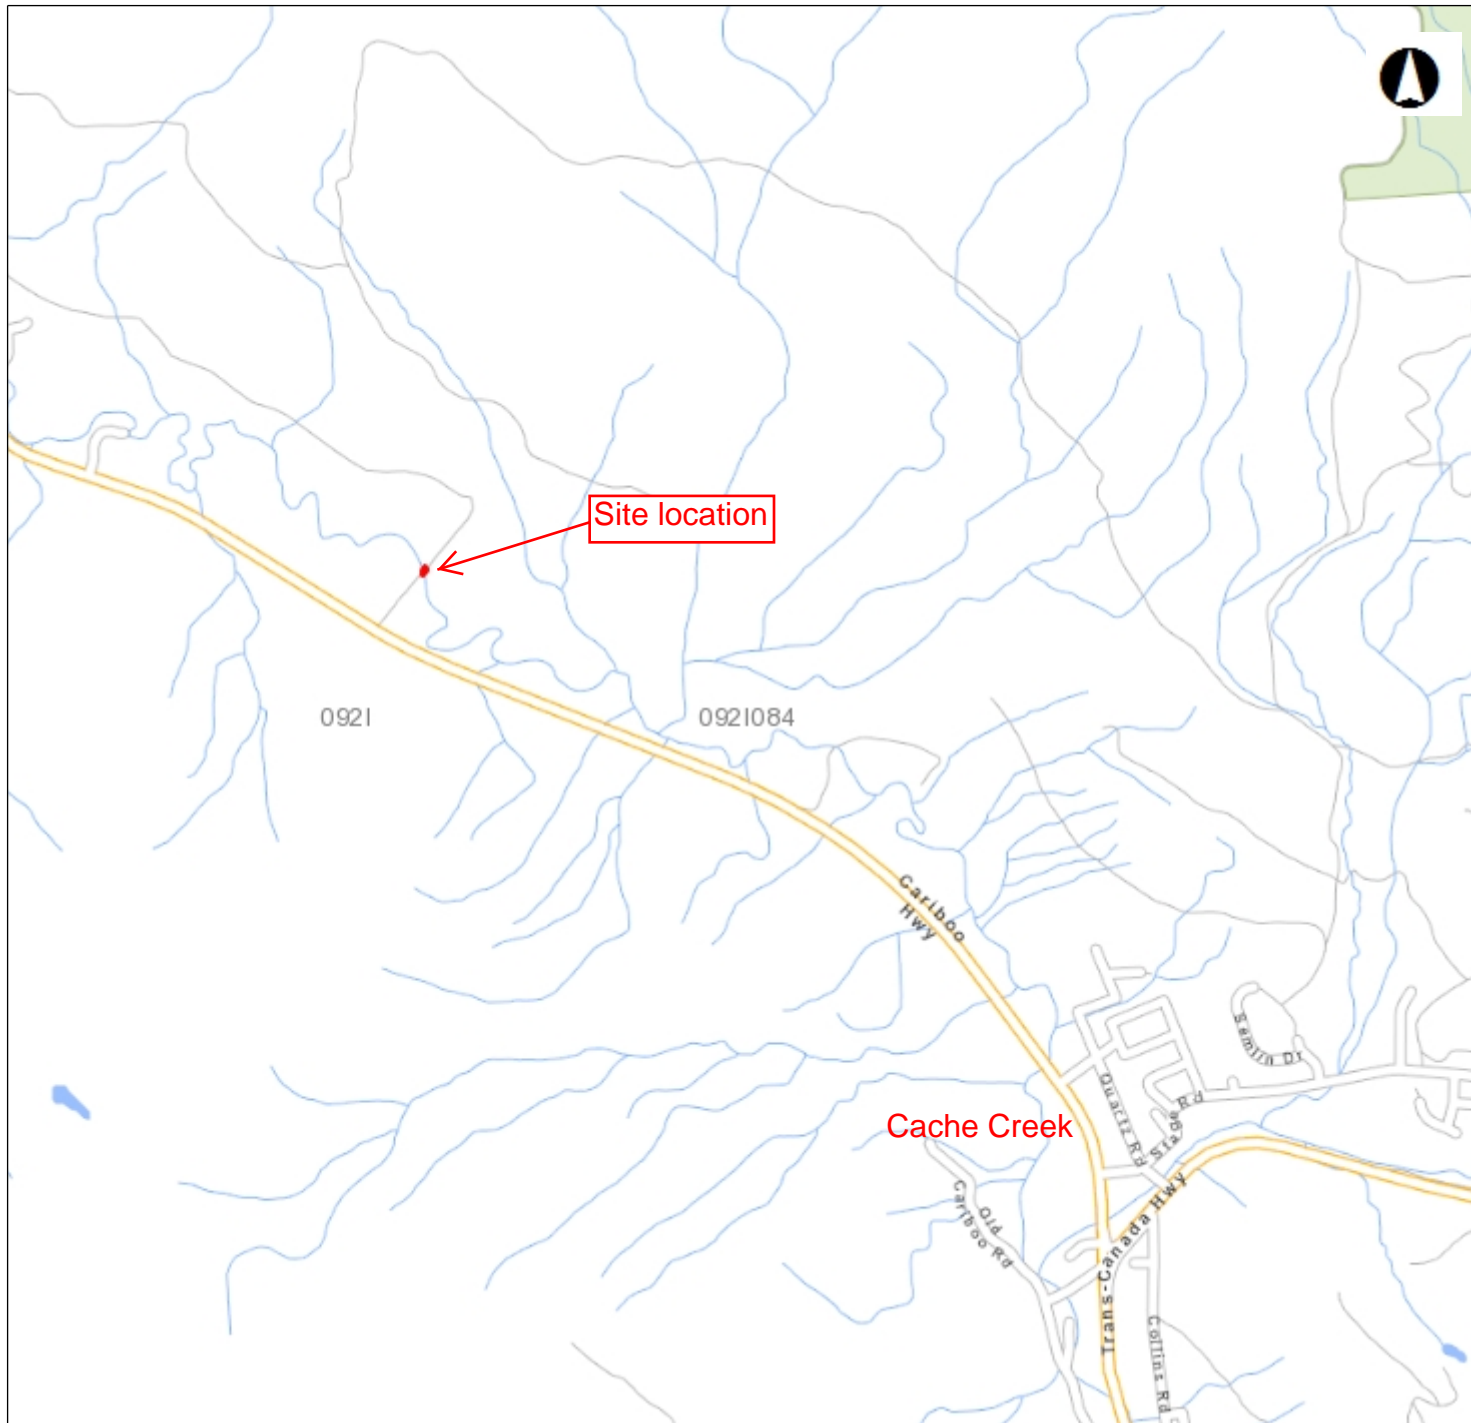 Site location
092I
092I084
Cariboo
Hwy
Semlin Dr
Quartz Rd
Stage Rd
Cache Creek
Old
Cariboo Rd
Trans-Canada Hwy
Collins Rd